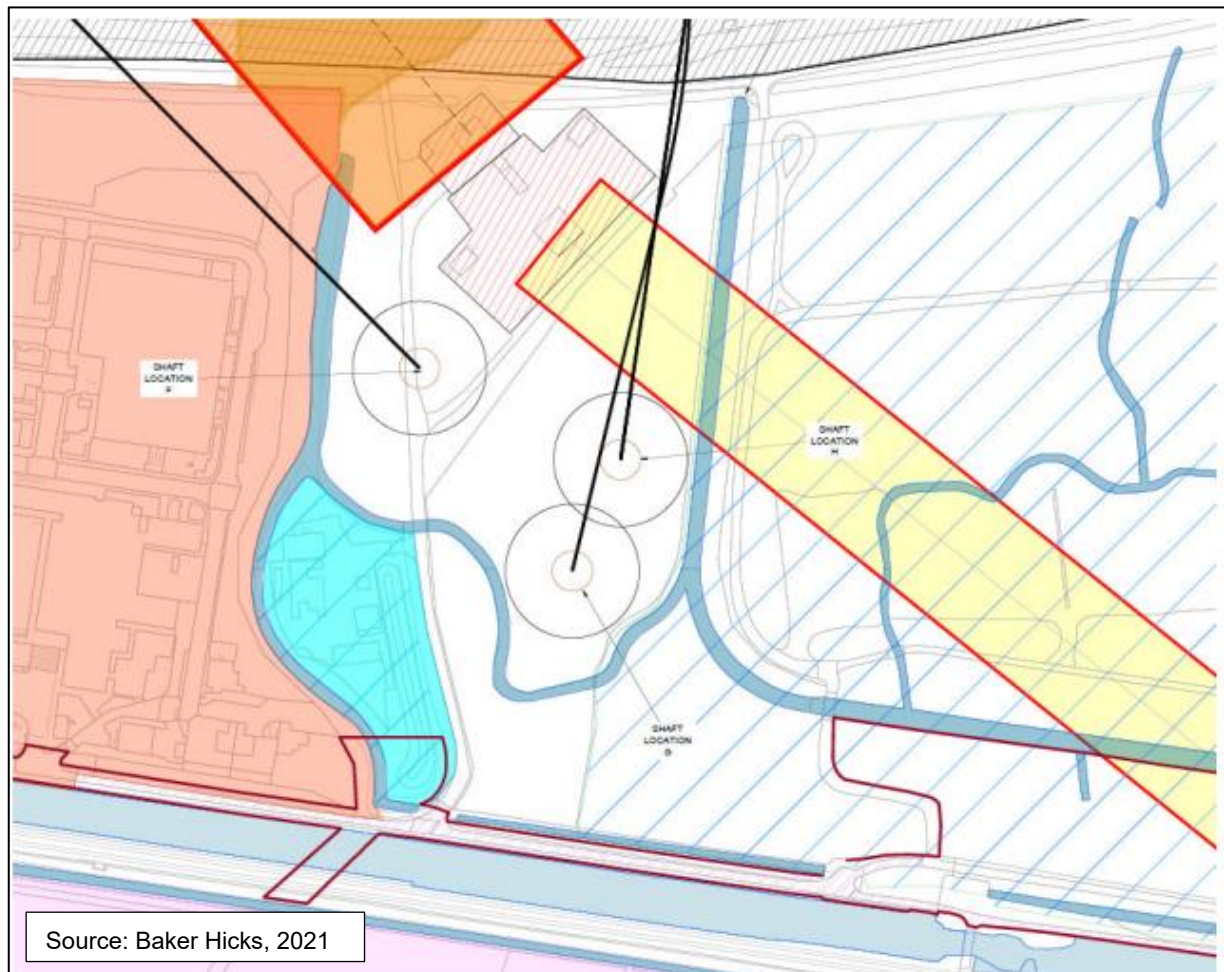 SHAFT
LOCATION
F
SHAFT
LOCATION
H
SHAFT
LOCATION
G
Source: Baker Hicks, 2021